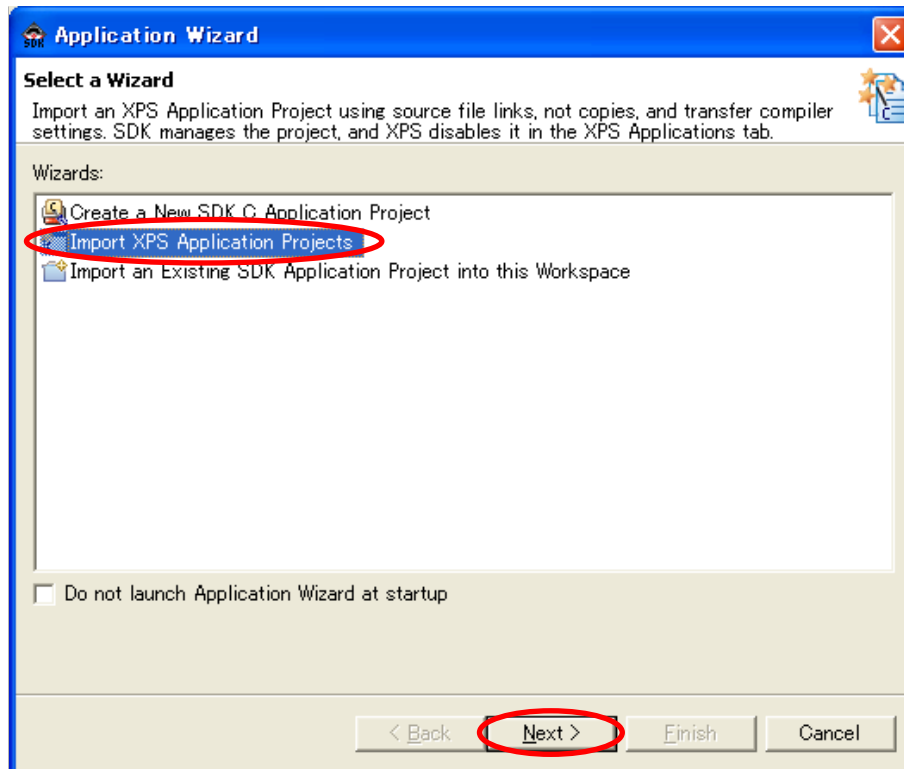 SDK
Application Wizard
Select a Wizard
Import an XPS Application Project using source file links, not copies, and transfer compiler
settings. SDK manages the project, and XPS disables it in the XPS Applications tab.
Wizards:
Create a New SDK C Application Project
Import XPS Application Projects
Import an Existing SDK Application Project into this Workspace
Do not launch Application Wizard at startup
< Back
Next >
Finish
Cancel